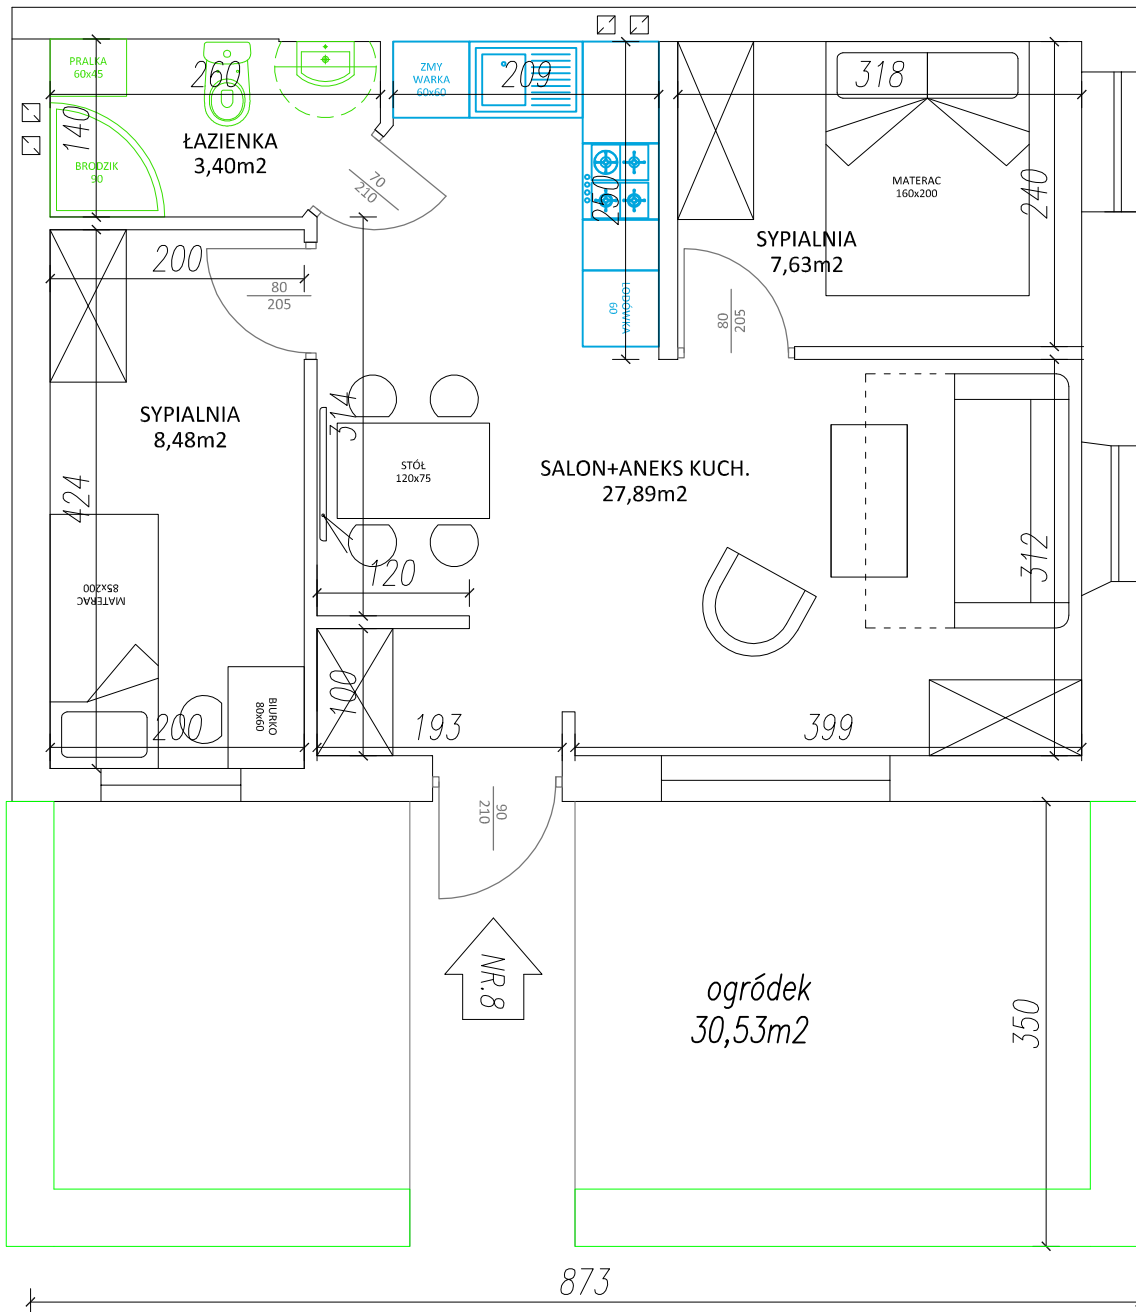 PRALKA
60x45
260
140
ŁAZIENKA
3,40m2
BRODZIK
90
70
210
ZMY
WARKA
60x60
209
250
LODÓWKA
60
318
MATERAC
160x200
240
SYPIALNIA
7,63m2
80
205
200
80
205
SYPIALNIA
8,48m2
424
314
STÓŁ
120x75
120
SALON+ANEKS KUCH.
27,89m2
312
MATERAC
85x200
BIURKO
80x60
200
100
193
399
90
210
NR.8
ogródek
30,53m2
350
873